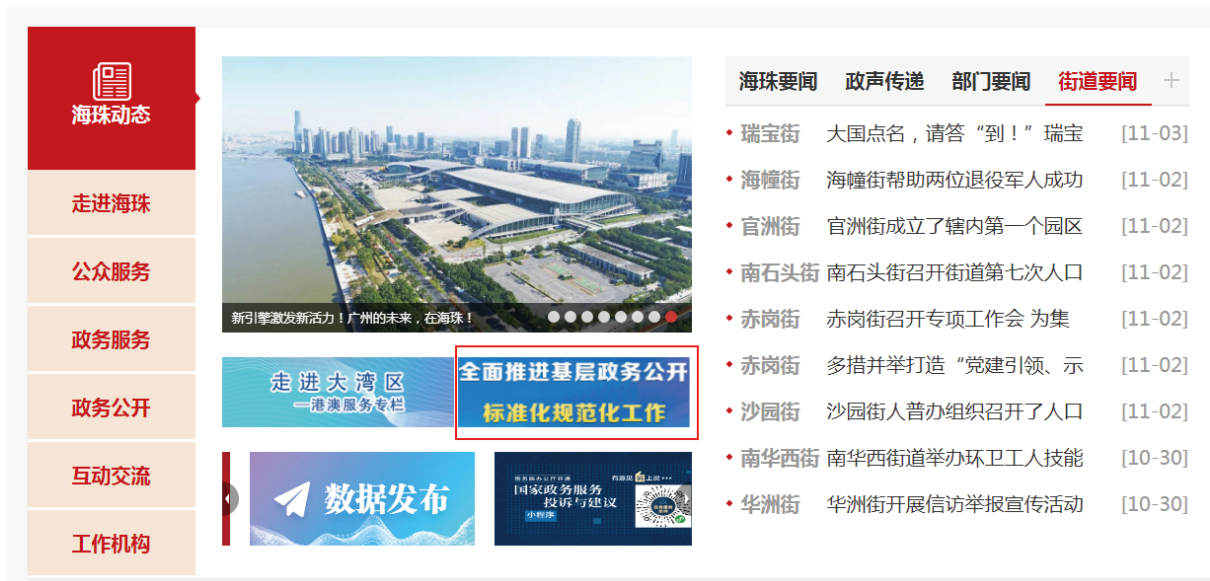 海珠动态
走进海珠
公众服务
政务服务
政务公开
互动交流
工作机构
新引擎激发新活力！广州的未来，在海珠！
走进大湾区
—港澳服务专栏
全面推进基层政务公开
标准化规范化工作
数据发布
国务院办公厅开通
国家政务服务
投诉与建议
小程序
有意见 上说•••
海珠要闻 政声传递 部门要闻 街道要闻 +
• 瑞宝街 大国点名，请答“到！”瑞宝 [11-03]
• 海幢街 海幢街帮助两位退役军人成功 [11-02]
• 官洲街 官洲街成立了辖内第一个园区 [11-02]
• 南石头街 南石头街召开街道第七次人口 [11-02]
• 赤岗街 赤岗街召开专项工作会 为集 [11-02]
• 赤岗街 多措并举打造“党建引领、示 [11-02]
• 沙园街 沙园街人普办组织召开了人口 [11-02]
• 南华西街 南华西街道举办环卫工人技能 [10-30]
• 华洲街 华洲街开展信访举报宣传活动 [10-30]